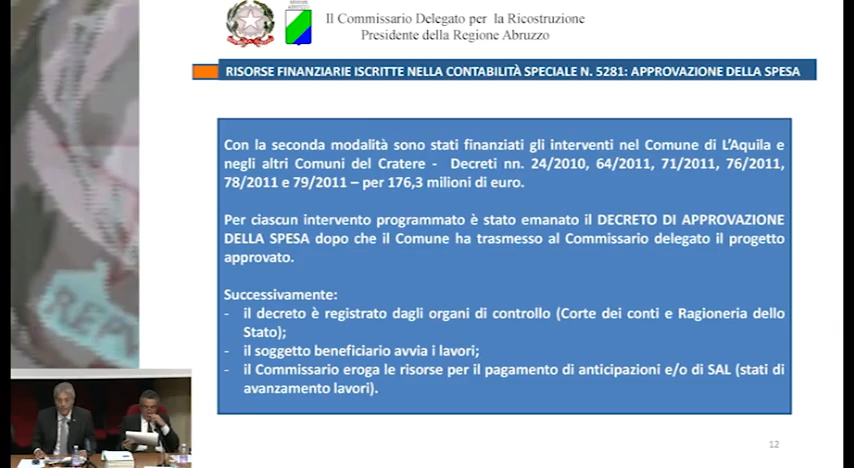 Il Commissario Delegato per la Ricostruzione
Presidente della Regione Abruzzo
RISORSE FINANZIARIE ISCRITTE NELLA CONTABILITÀ SPECIALE N. 5281: APPROVAZIONE DELLA SPESA
Con la seconda modalità sono stati finanziati gli interventi nel Comune di L'Aquila e
negli altri Comuni del Cratere - Decreti nn. 24/2010, 64/2011, 71/2011, 76/2011,
78/2011 e 79/2011 – per 176,3 milioni di euro.
Per ciascun intervento programmato è stato emanato il DECRETO DI APPROVAZIONE
DELLA SPESA dopo che il Comune ha trasmesso al Commissario delegato il progetto
approvato.
Successivamente:
- il decreto è registrato dagli organi di controllo (Corte dei conti e Ragioneria dello
Stato);
- il soggetto beneficiario avvia i lavori;
- il Commissario eroga le risorse per il pagamento di anticipazioni e/o di SAL (stati di
avanzamento lavori).
12